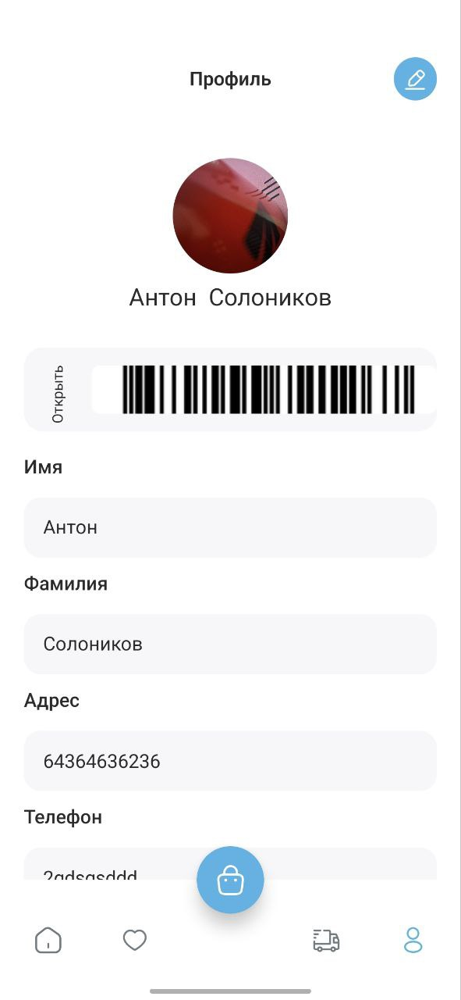 Профиль
Антон Солоников
Открыть
Имя
Антон
Фамилия
Солоников
Адрес
64364636236
Телефон